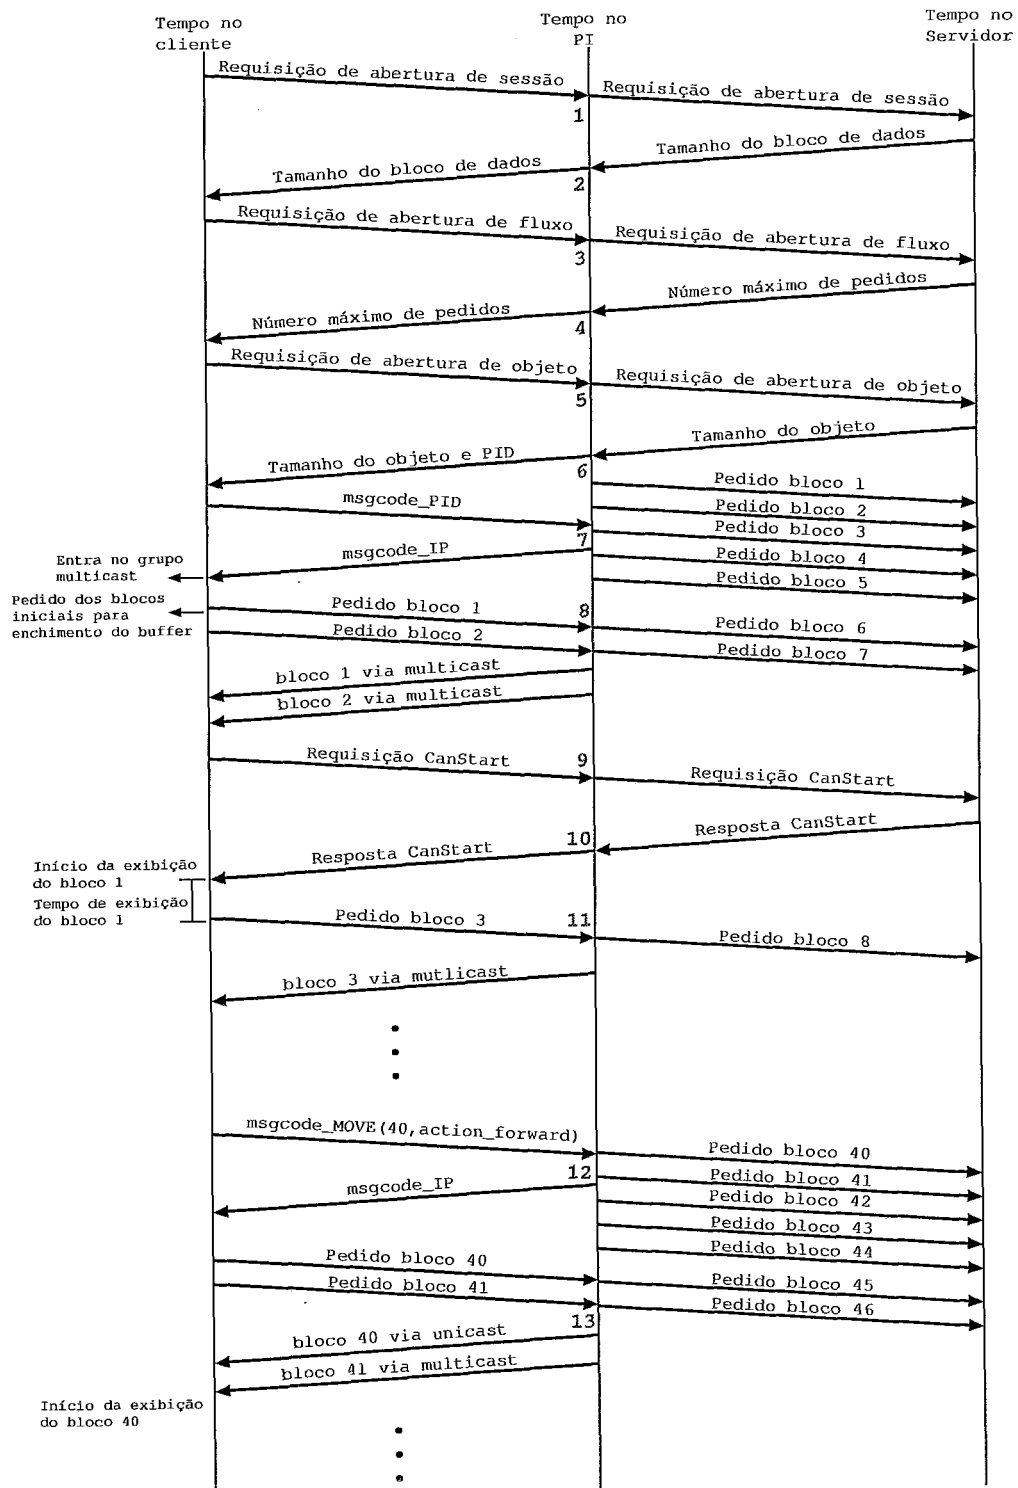 Tempo no
cliente
Tempo no
PI
Tempo no
Servidor
Requisição de abertura de sessão
Requisição de abertura de sessão
1
Tamanho do bloco de dados
Tamanho do bloco de dados
2
Requisição de abertura de fluxo
Requisição de abertura de fluxo
3
Número máximo de pedidos
Número máximo de pedidos
4
Requisição de abertura de objeto
Requisição de abertura de objeto
5
Tamanho do objeto
Tamanho do objeto e PID
6
Pedido bloco 1
msgcode_PID
Pedido bloco 2
Pedido bloco 3
7
msgcode_IP
Pedido bloco 4
Entra no grupo
multicast
Pedido bloco 5
Pedido dos blocos
iniciais para
enchimento do buffer
Pedido bloco 1
8
Pedido bloco 6
Pedido bloco 2
Pedido bloco 7
bloco 1 via multicast
bloco 2 via multicast
Requisição CanStart
9
Requisição CanStart
Resposta CanStart
10
Resposta CanStart
Início da exibição
do bloco 1
Tempo de exibição
do bloco 1
Pedido bloco 3
11
Pedido bloco 8
bloco 3 via mutlicast
msgcode_MOVE(40,action_forward)
Pedido bloco 40
12
Pedido bloco 41
msgcode_IP
Pedido bloco 42
Pedido bloco 43
Pedido bloco 44
Pedido bloco 40
Pedido bloco 45
Pedido bloco 41
Pedido bloco 46
13
bloco 40 via unicast
bloco 41 via multicast
Início da exibição
do bloco 40